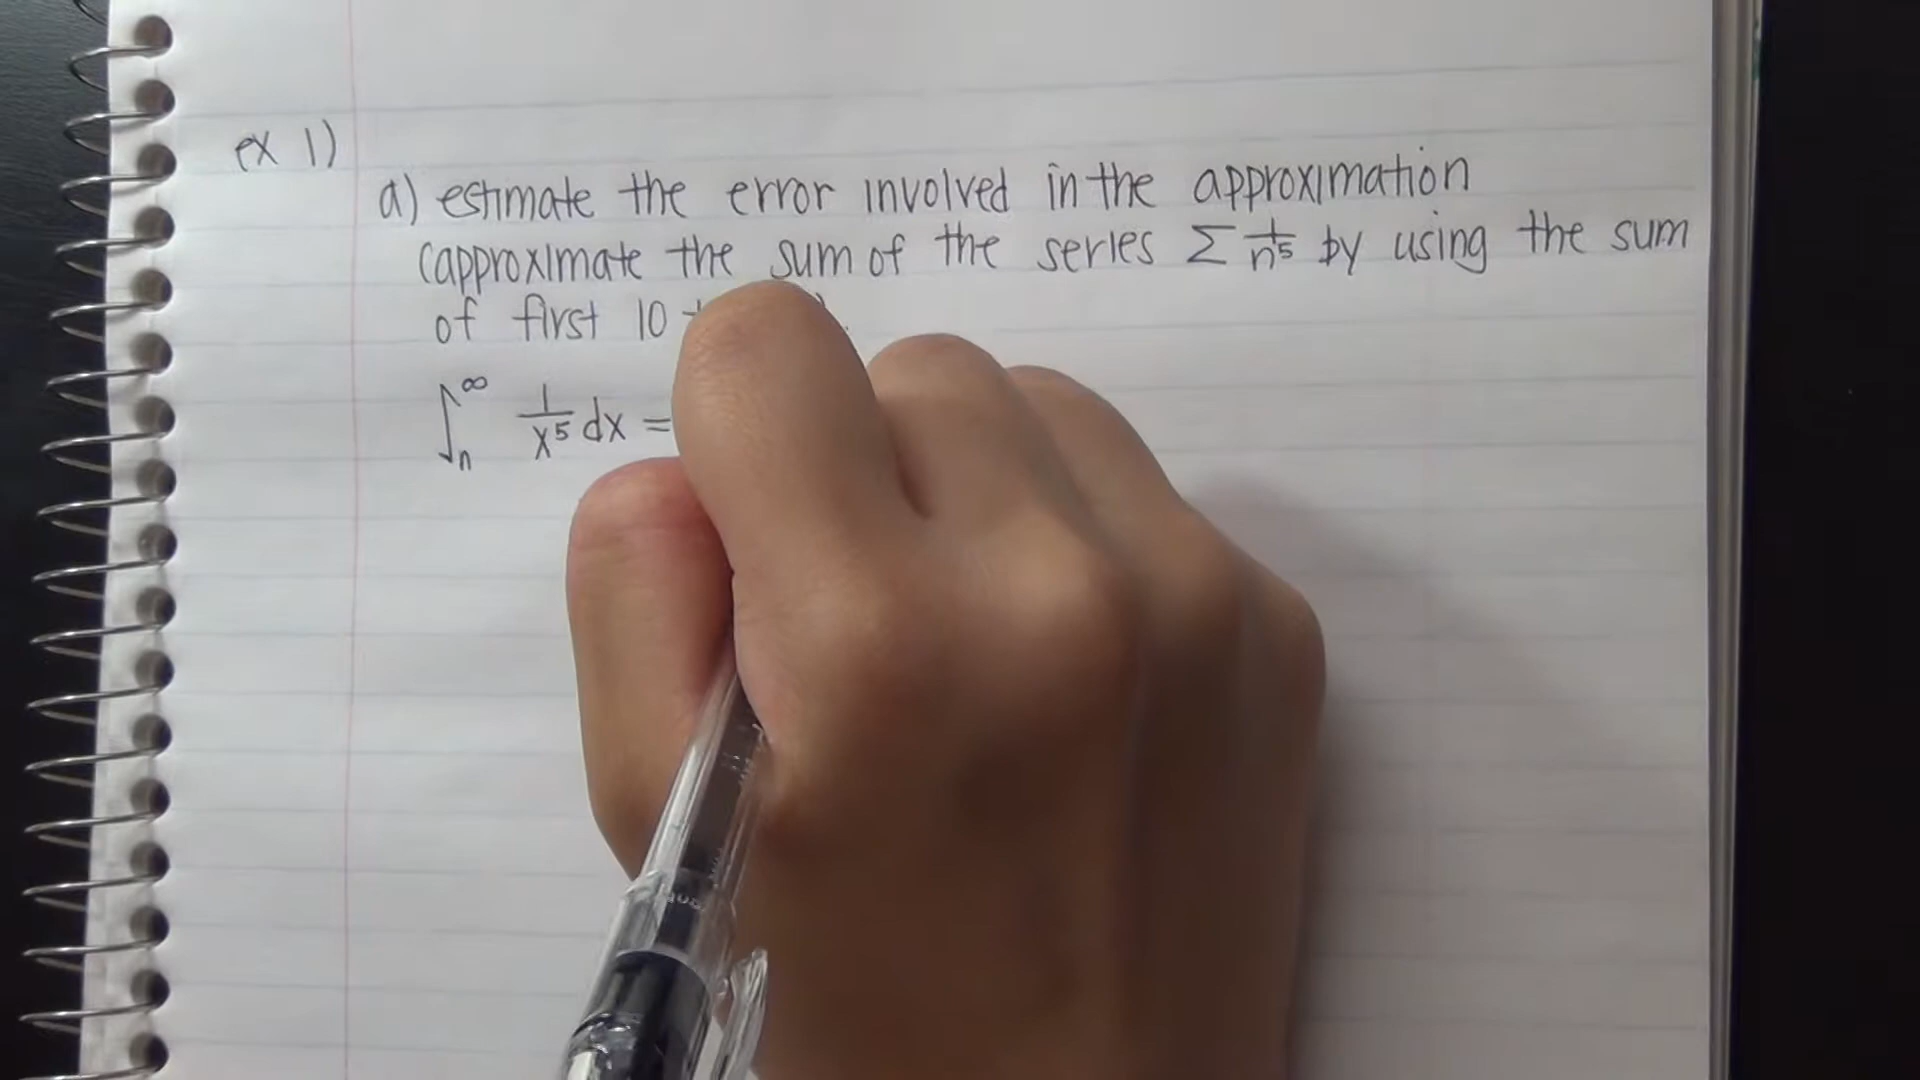 ex 1)
a) estimate the error involved in the approximation
(approximate the sum of the series Σ 1/n⁵ by using the sum
of first 10
∫ₙ^∞ 1/x⁵ dx =